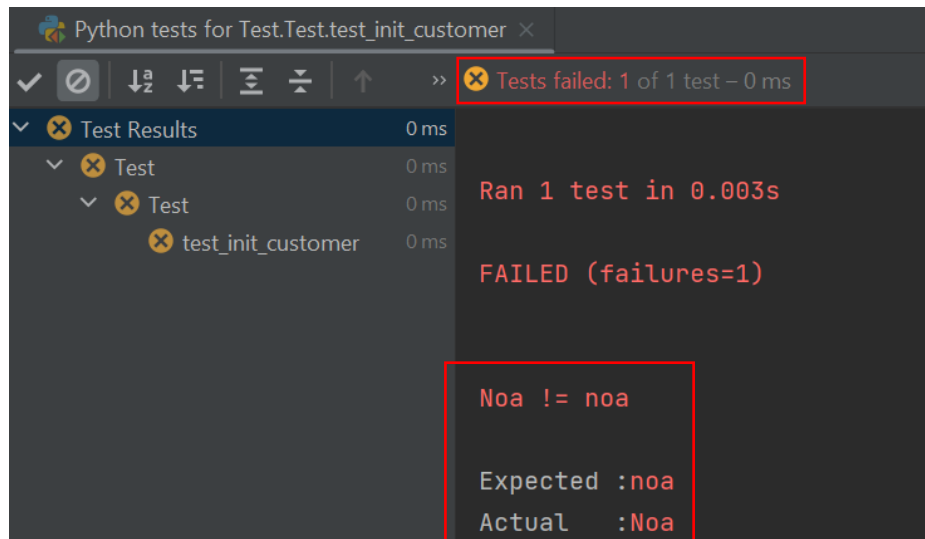 Python tests for Test.Test.test_init_customer ×
Tests failed: 1 of 1 test – 0 ms
Test Results 0 ms
Test 0 ms
Test 0 ms
test_init_customer 0 ms
Ran 1 test in 0.003s
FAILED (failures=1)
Noa != noa
Expected :noa
Actual   :Noa